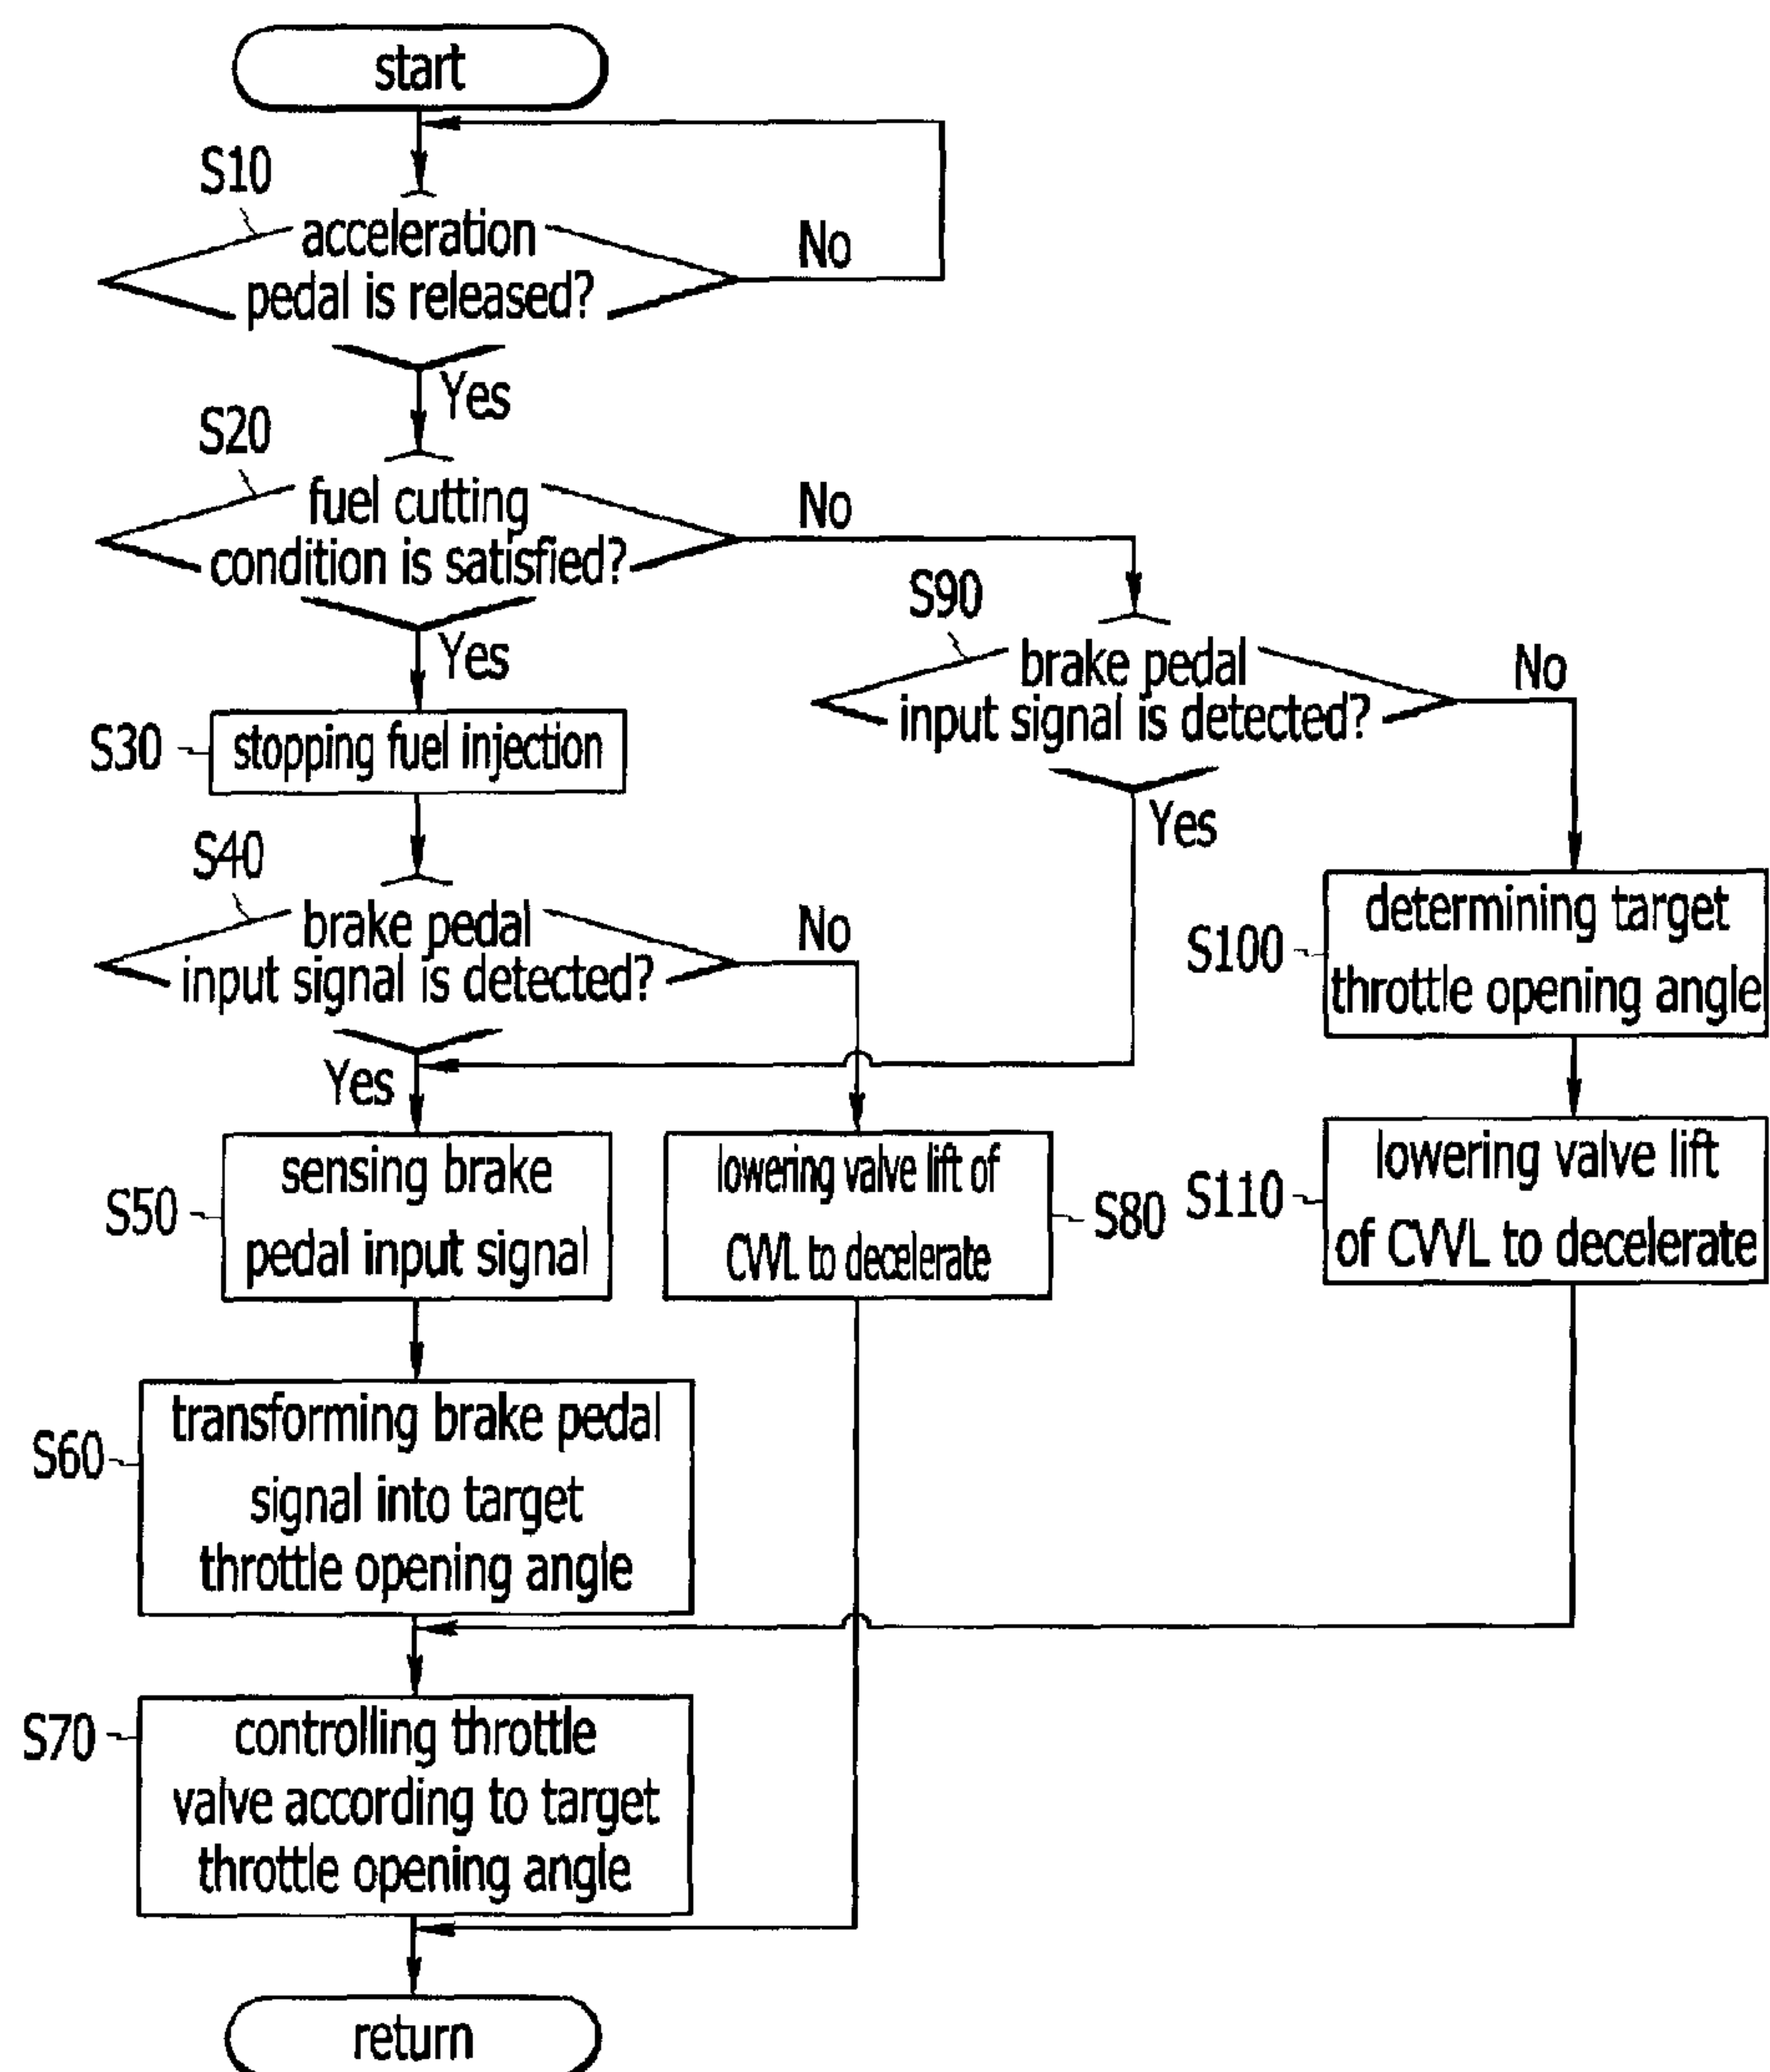 start
S10
acceleration
pedal is released?
No
Yes
S20
fuel cutting
condition is satisfied?
No
Yes
S90
brake pedal
input signal is detected?
No
Yes
S30
stopping fuel injection
S40
brake pedal
input signal is detected?
No
Yes
S100
determining target
throttle opening angle
S50
sensing brake
pedal input signal
lowering valve lift of
CVVL to decelerate
S80
S110
lowering valve lift
of CVVL to decelerate
S60
transforming brake pedal
signal into target
throttle opening angle
S70
controlling throttle
valve according to target
throttle opening angle
return